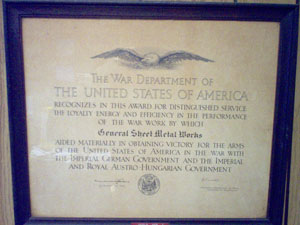 The War Department of
The United States of America
recognizes in this award for distinguished service
the loyalty energy and efficiency in the performance
of the war work by which
General Sheet Metal Works
aided materially in obtaining victory for the arms
of the United States of America in the war with
the Imperial German Government and the Imperial
and Royal Austro-Hungarian Government